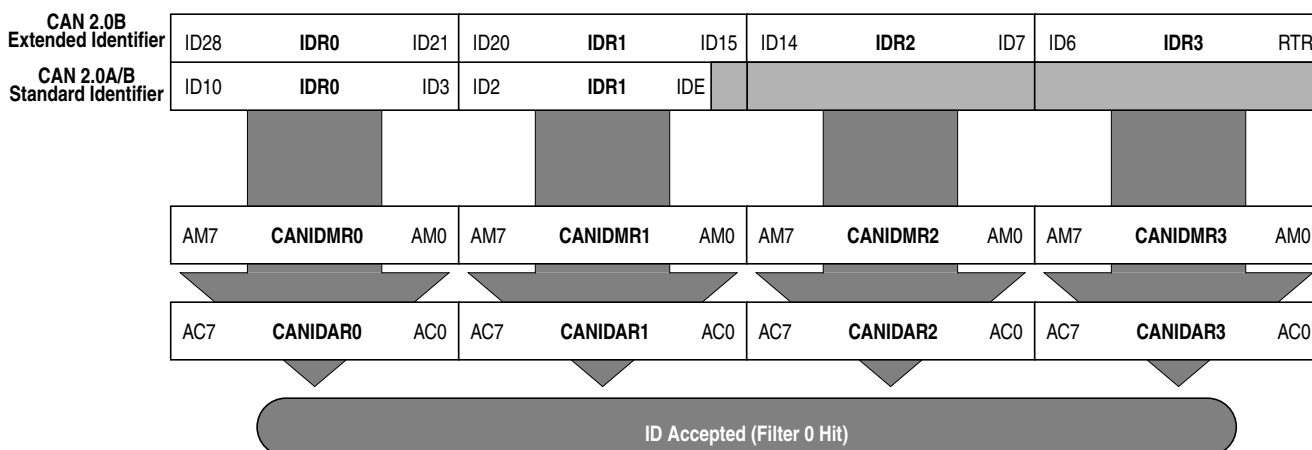 CAN 2.0B
Extended Identifier
ID28 IDR0 ID21 ID20 IDR1 ID15 ID14 IDR2 ID7 ID6 IDR3 RTR
CAN 2.0A/B
Standard Identifier
ID10 IDR0 ID3 ID2 IDR1 IDE
AM7 CANIDMR0 AM0 AM7 CANIDMR1 AM0 AM7 CANIDMR2 AM0 AM7 CANIDMR3 AM0
AC7 CANIDAR0 AC0 AC7 CANIDAR1 AC0 AC7 CANIDAR2 AC0 AC7 CANIDAR3 AC0
ID Accepted (Filter 0 Hit)